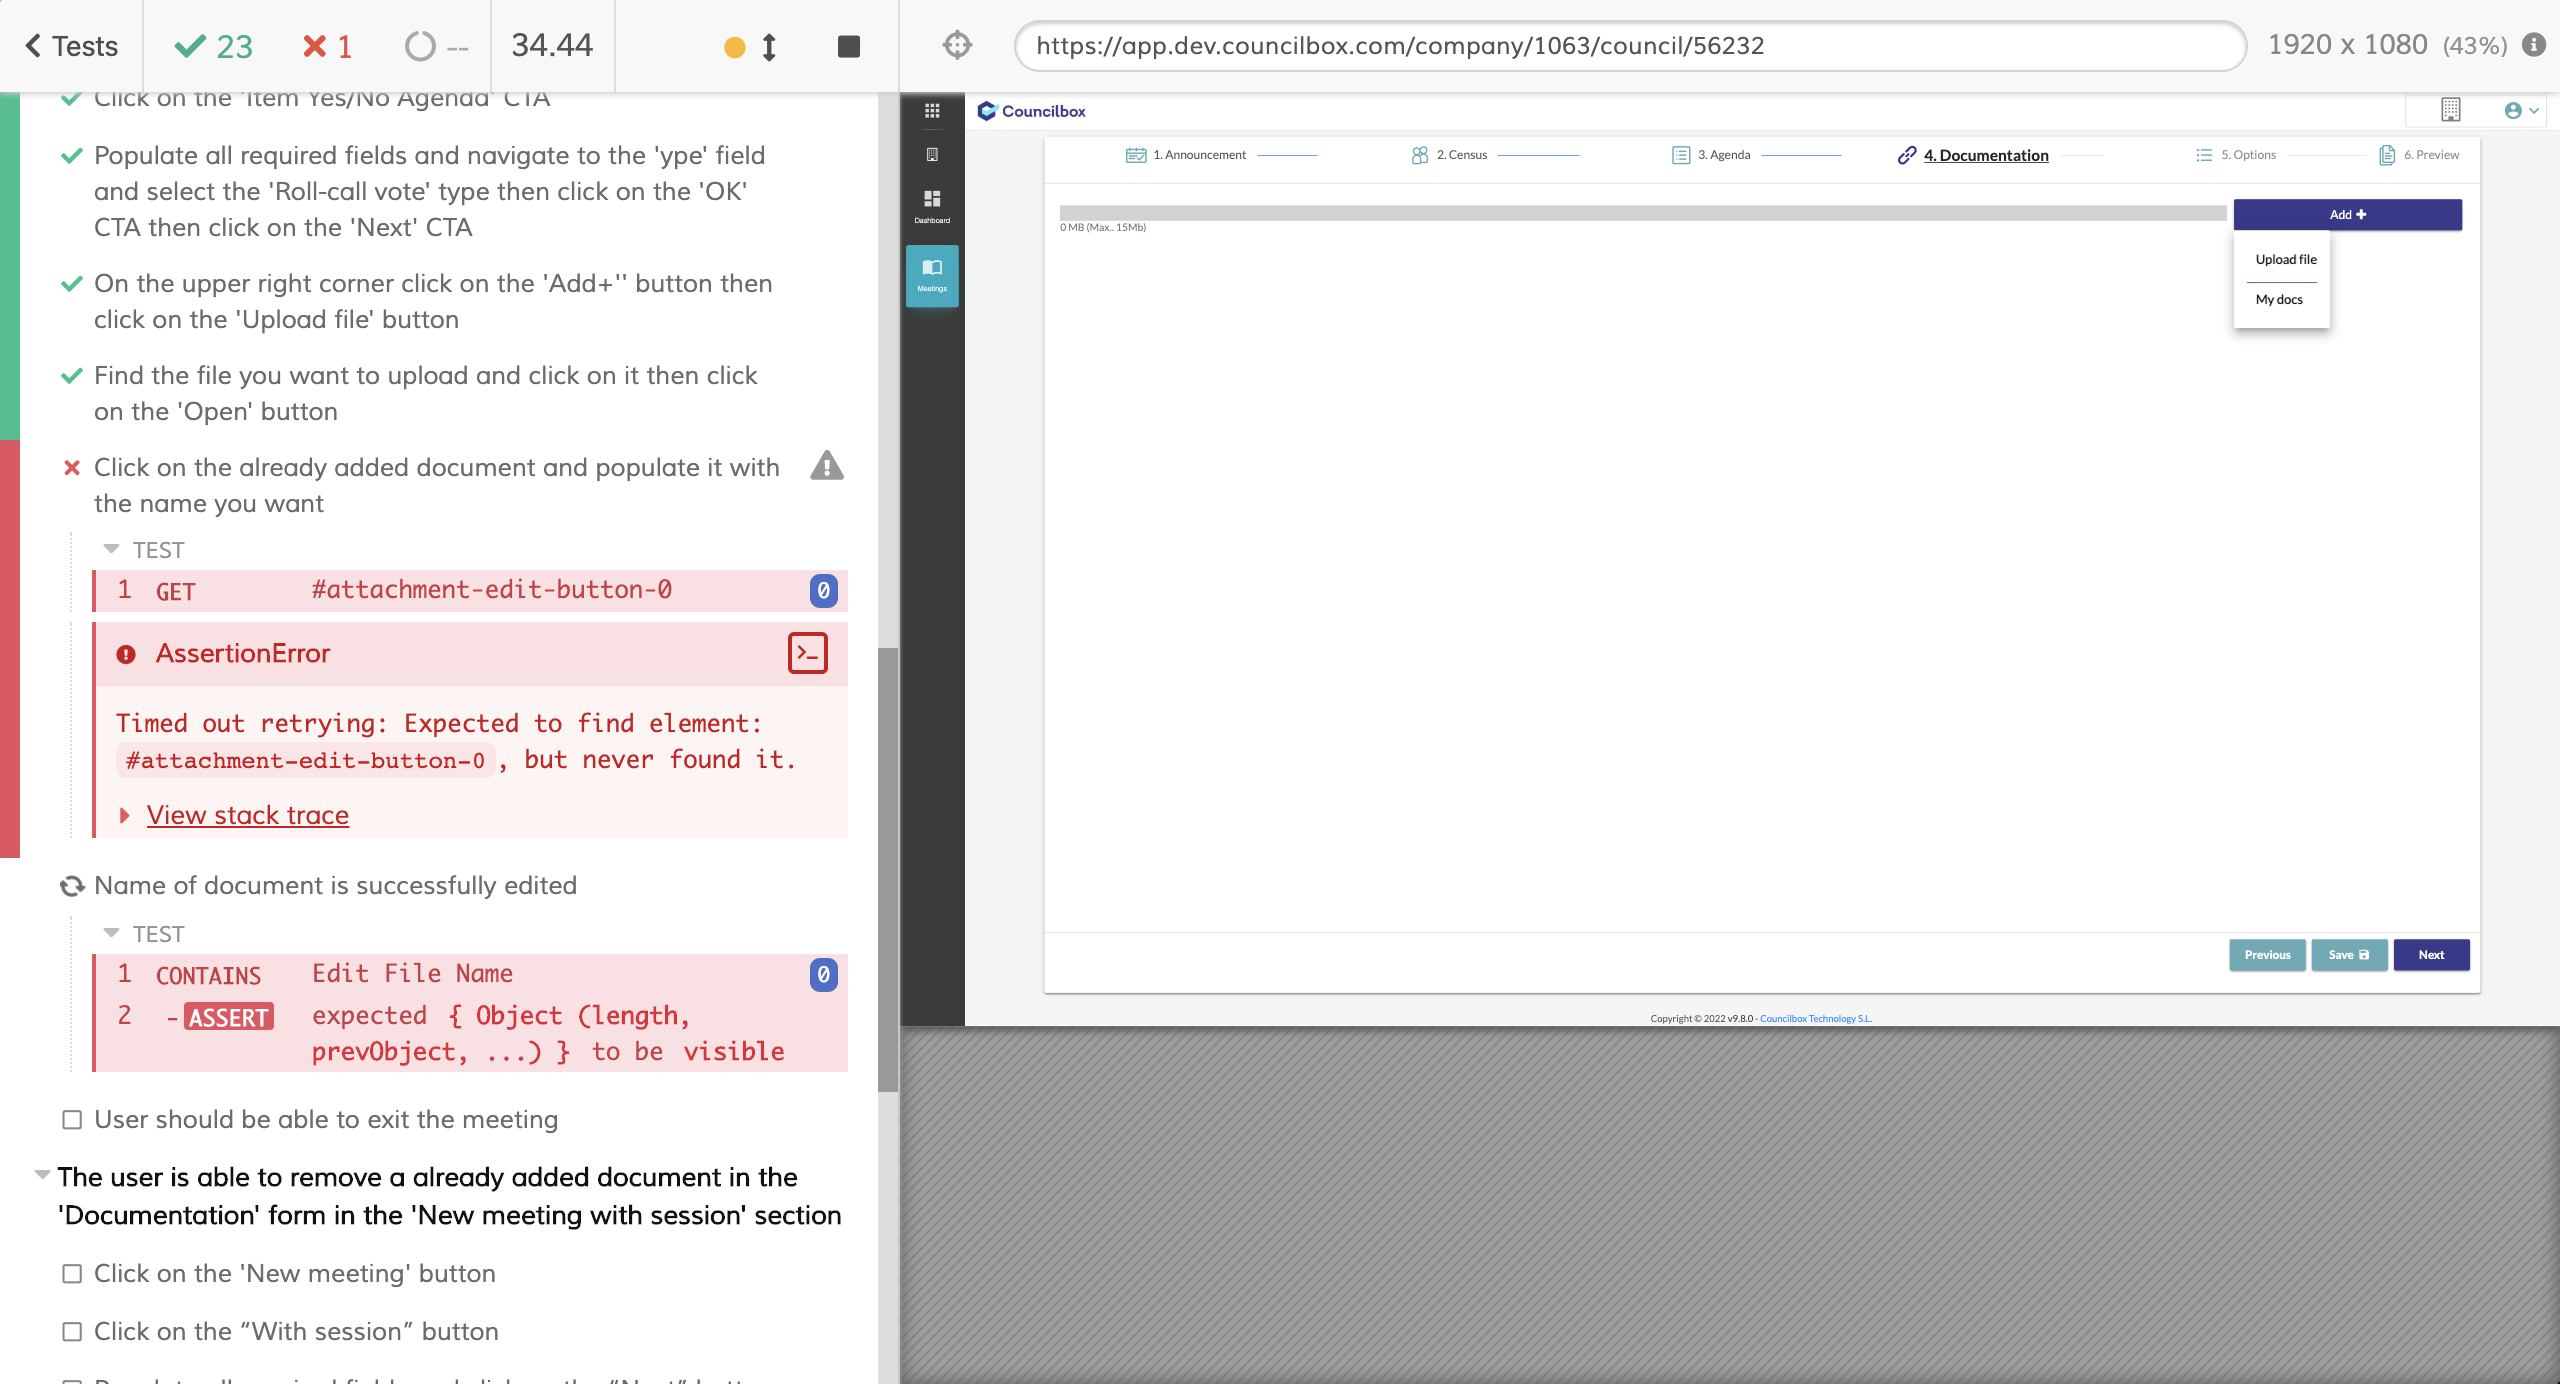 Tests
23
1
--
34.44
https://app.dev.councilbox.com/company/1063/council/56232
1920 x 1080 (43%)
Click on the 'Item Yes/No Agenda' CTA
Populate all required fields and navigate to the 'ype' field
and select the 'Roll-call vote' type then click on the 'OK'
CTA then click on the 'Next' CTA
On the upper right corner click on the 'Add+'' button then
click on the 'Upload file' button
Find the file you want to upload and click on it then click
on the 'Open' button
Click on the already added document and populate it with
the name you want
TEST
1 GET #attachment-edit-button-0 0
AssertionError
Timed out retrying: Expected to find element:
#attachment-edit-button-0, but never found it.
View stack trace
Name of document is successfully edited
TEST
1 CONTAINS Edit File Name 0
2 -ASSERT expected { Object (length,
prevObject, ...) } to be visible
User should be able to exit the meeting
The user is able to remove a already added document in the
'Documentation' form in the 'New meeting with session' section
Click on the 'New meeting' button
Click on the “With session” button
Councilbox
Dashboard
Meetings
1. Announcement
2. Census
3. Agenda
4. Documentation
5. Options
6. Preview
0 MB (Max.. 15Mb)
Add +
Upload file
My docs
Previous
Save
Next
Copyright © 2022 v9.8.0 - Councilbox Technology S.L.